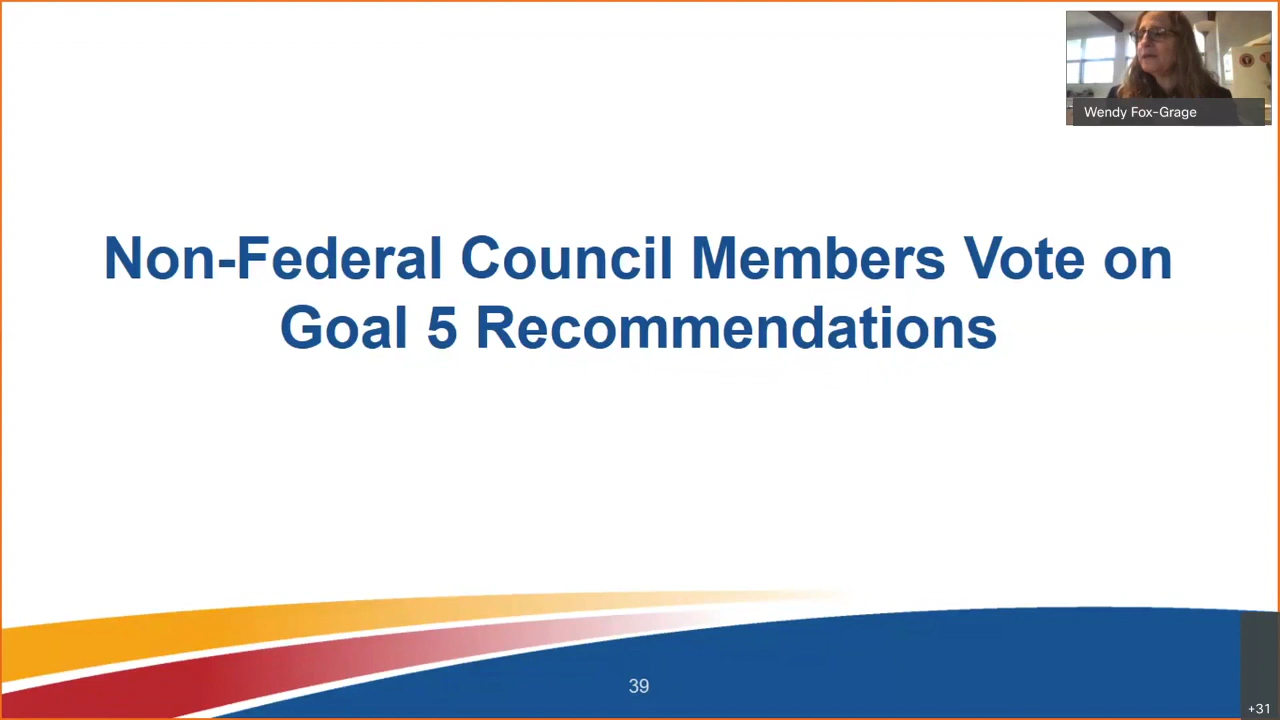 Wendy Fox-Grage
Non-Federal Council Members Vote on
Goal 5 Recommendations
39
+31